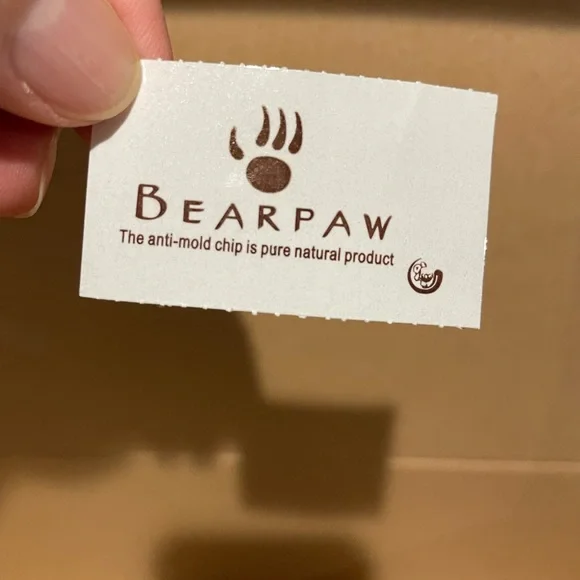 BEARPAW
The anti-mold chip is pure natural product